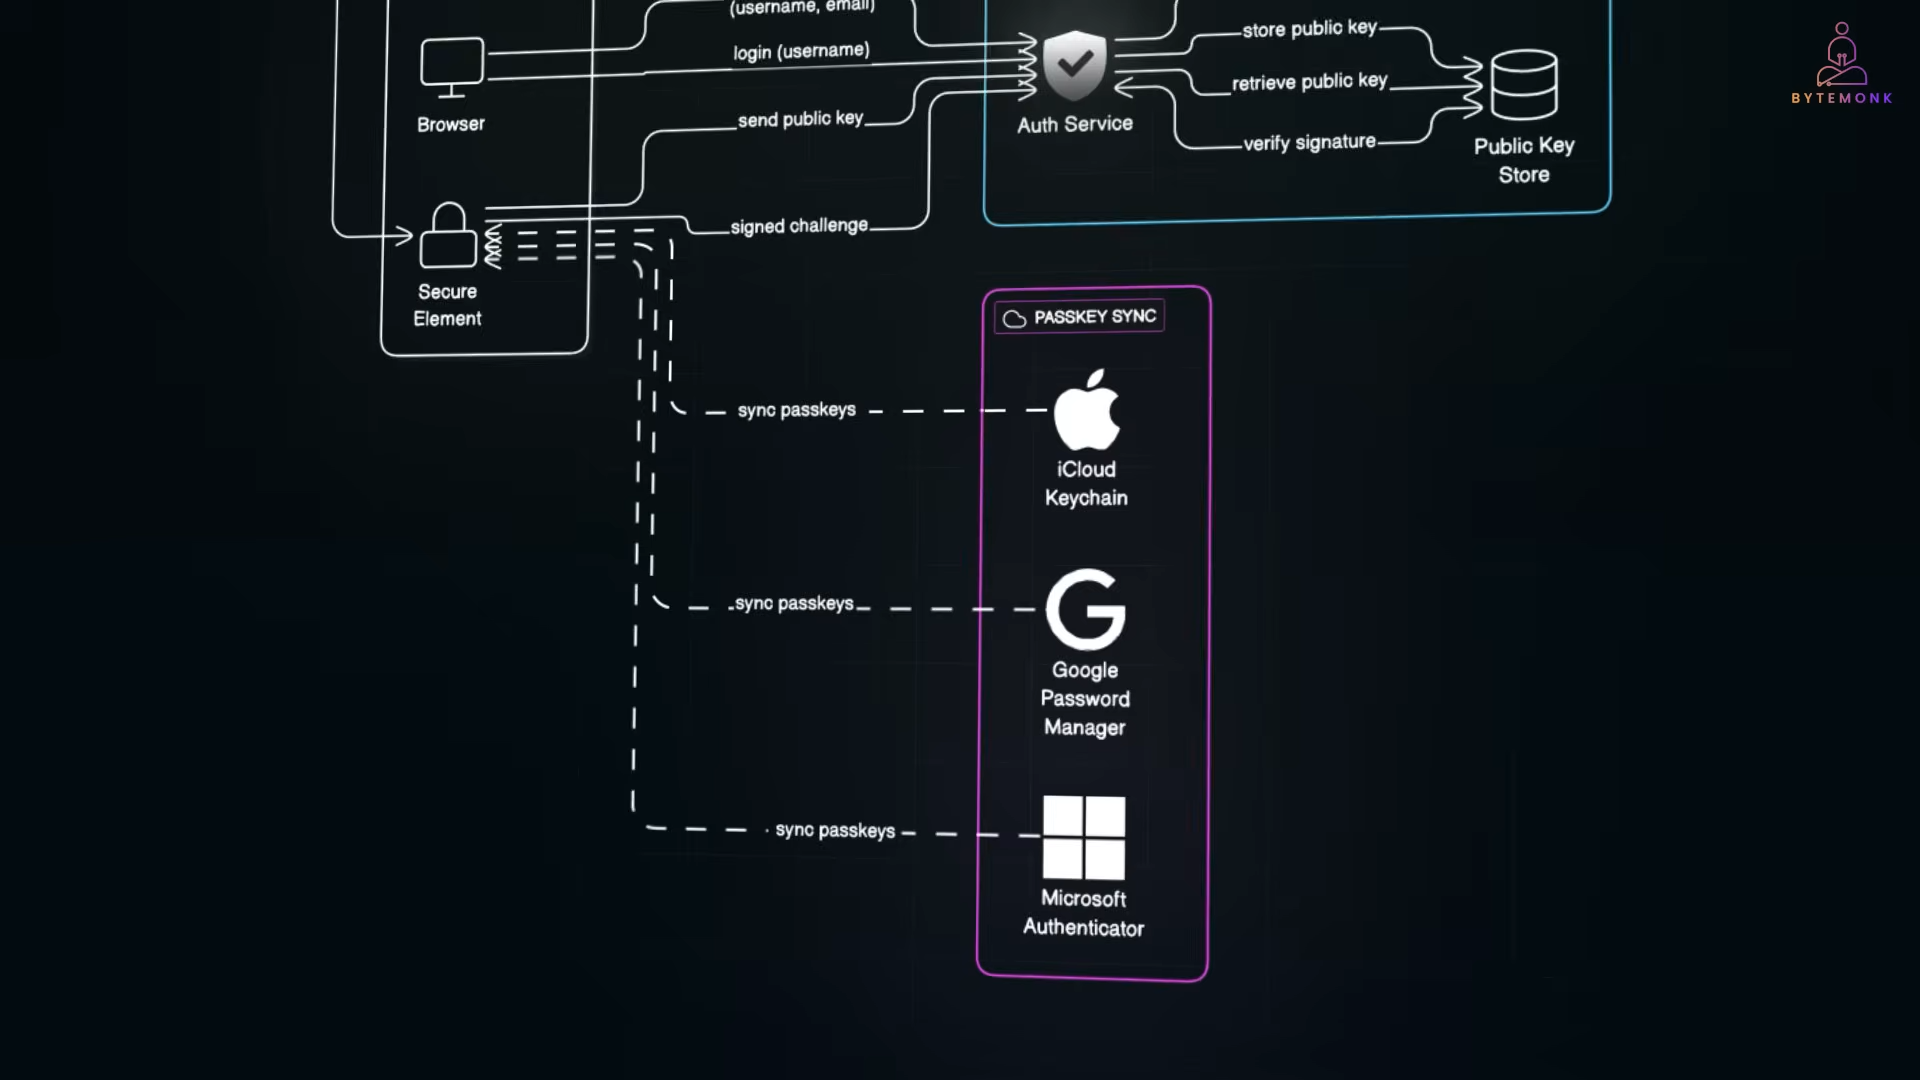 (username, email)
login (username)
Browser
send public key
signed challenge
Secure
Element
Auth Service
store public key
retrieve public key
verify signature
Public Key
Store
BYTEMONK
PASSKEY SYNC
sync passkeys
iCloud
Keychain
sync passkeys
Google
Password
Manager
sync passkeys
Microsoft
Authenticator